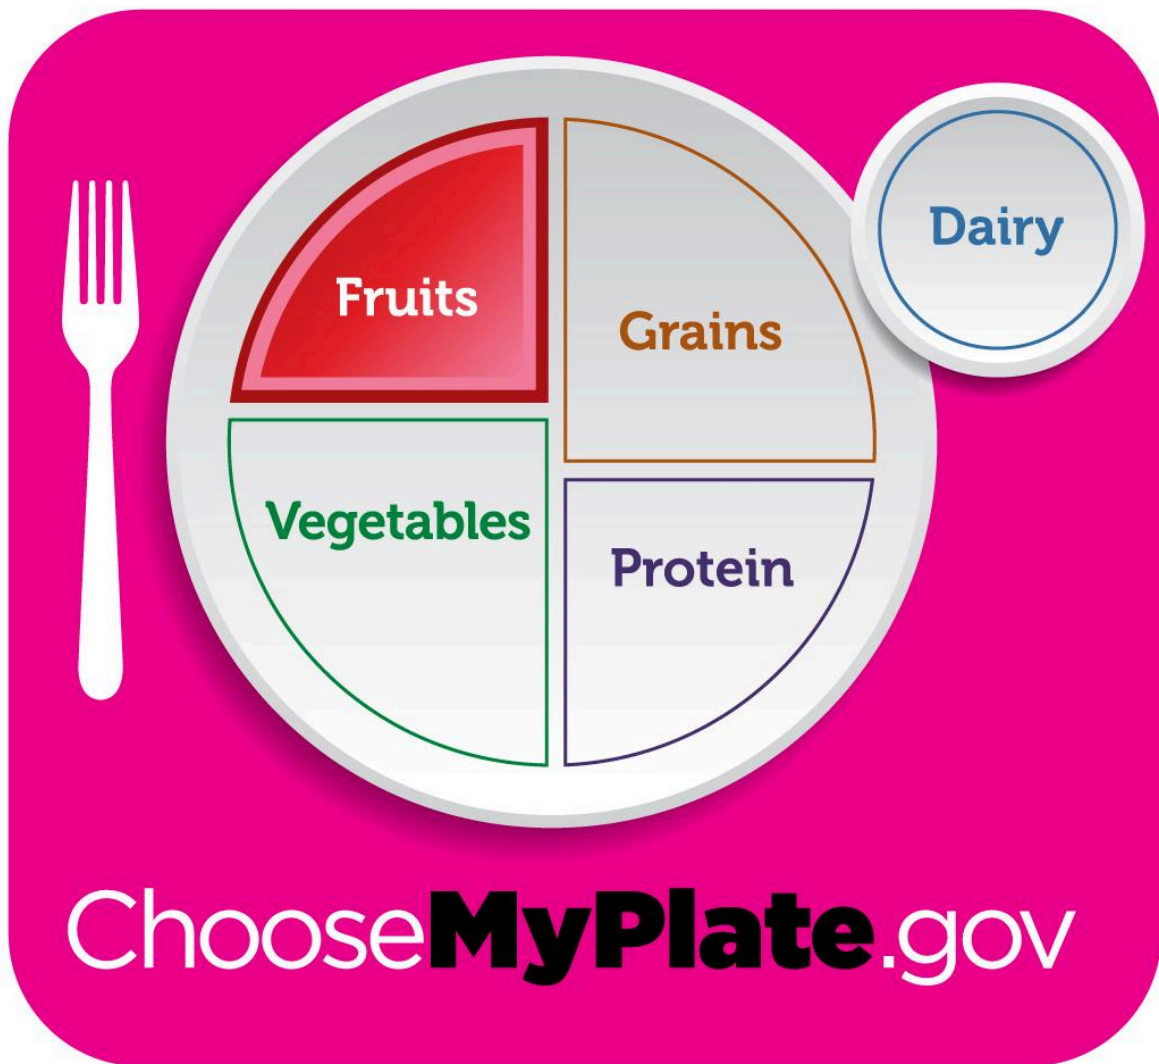 Fruits
Grains
Dairy
Vegetables
Protein
ChooseMyPlate.gov